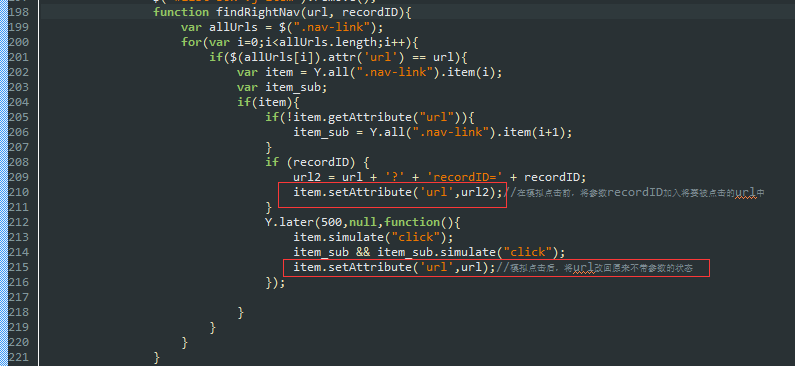 198 function findRightNav(url, recordID){
199 var allUrls = $(".nav-link");
200 for(var i=0;i<allUrls.length;i++){
201 if($(allUrls[i]).attr('url') == url){
202 var item = Y.all(".nav-link").item(i);
203 var item_sub;
204 if(item){
205 if(!item.getAttribute("url")){
206 item_sub = Y.all(".nav-link").item(i+1);
207 }
208 if (recordID) {
209 url2 = url + '?' + 'recordID=' + recordID;
210 item.setAttribute('url',url2);//在模拟点击前，将参数recordID加入将要被点击的url中
211 }
212 Y.later(500,null,function(){
213 item.simulate("click");
214 item_sub && item_sub.simulate("click");
215 item.setAttribute('url',url);//模拟点击后，将url改回原来不带参数的状态
216 });
217
218 }
219 }
220 }
221 }